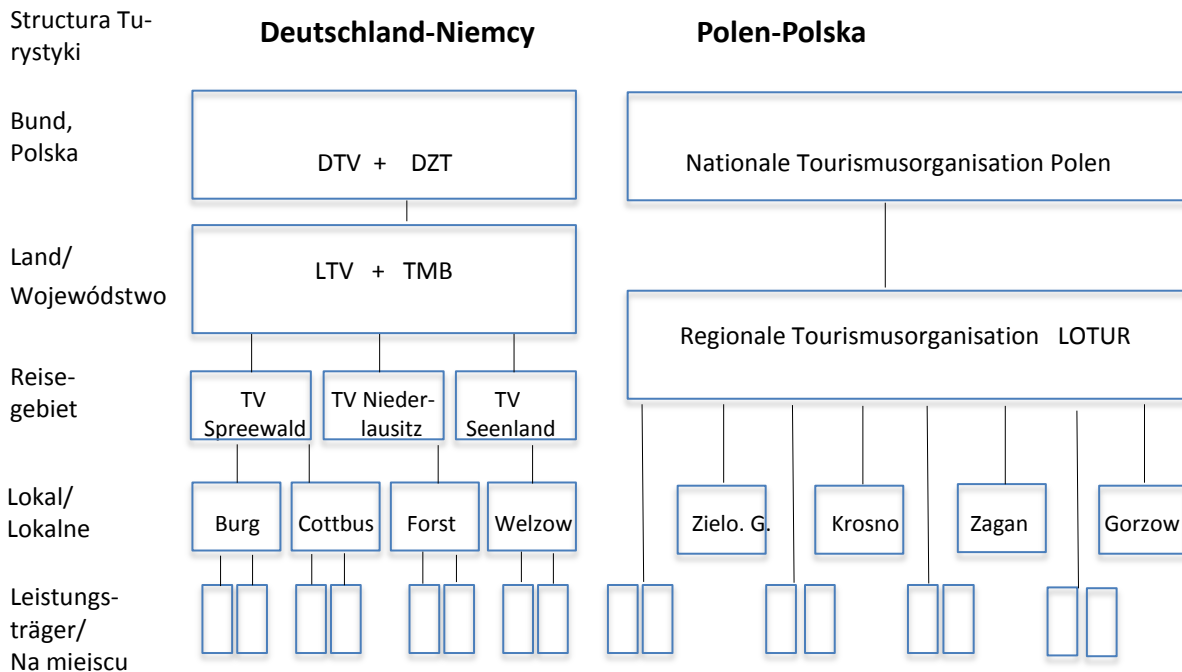 Structura Tu-
rystyki
Deutschland-Niemcy
Polen-Polska
Bund,
Polska
DTV + DZT
Nationale Tourismusorganisation Polen
Land/
Wojewódstwo
LTV + TMB
Regionale Tourismusorganisation LOTUR
Reise-
gebiet
TV
Spreewald
TV Nieder-
lausitz
TV
Seenland
Lokal/
Lokalne
Burg
Cottbus
Forst
Welzow
Zielo. G.
Krosno
Zagan
Gorzow
Leistungs-
träger/
Na miejscu